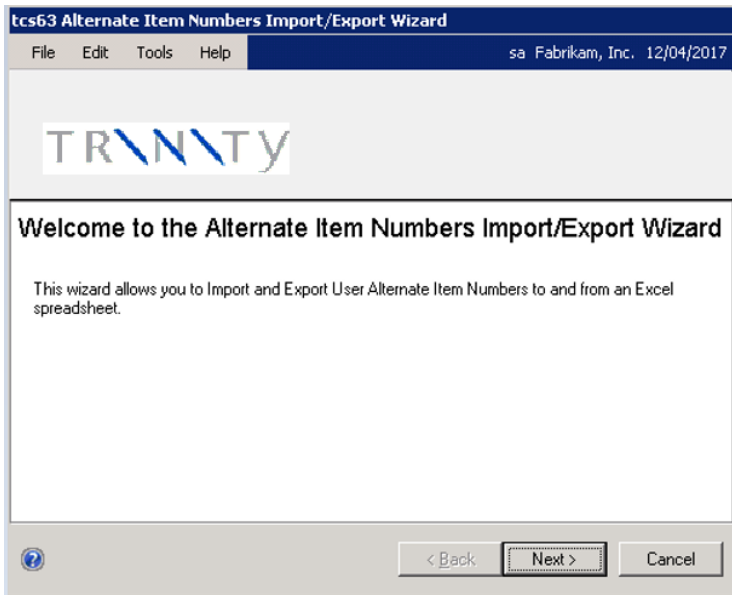 tcs63 Alternate Item Numbers Import/Export Wizard
File Edit Tools Help sa Fabrikam, Inc. 12/04/2017
TRINITY
Welcome to the Alternate Item Numbers Import/Export Wizard
This wizard allows you to Import and Export User Alternate Item Numbers to and from an Excel
spreadsheet.
? < Back Next > Cancel